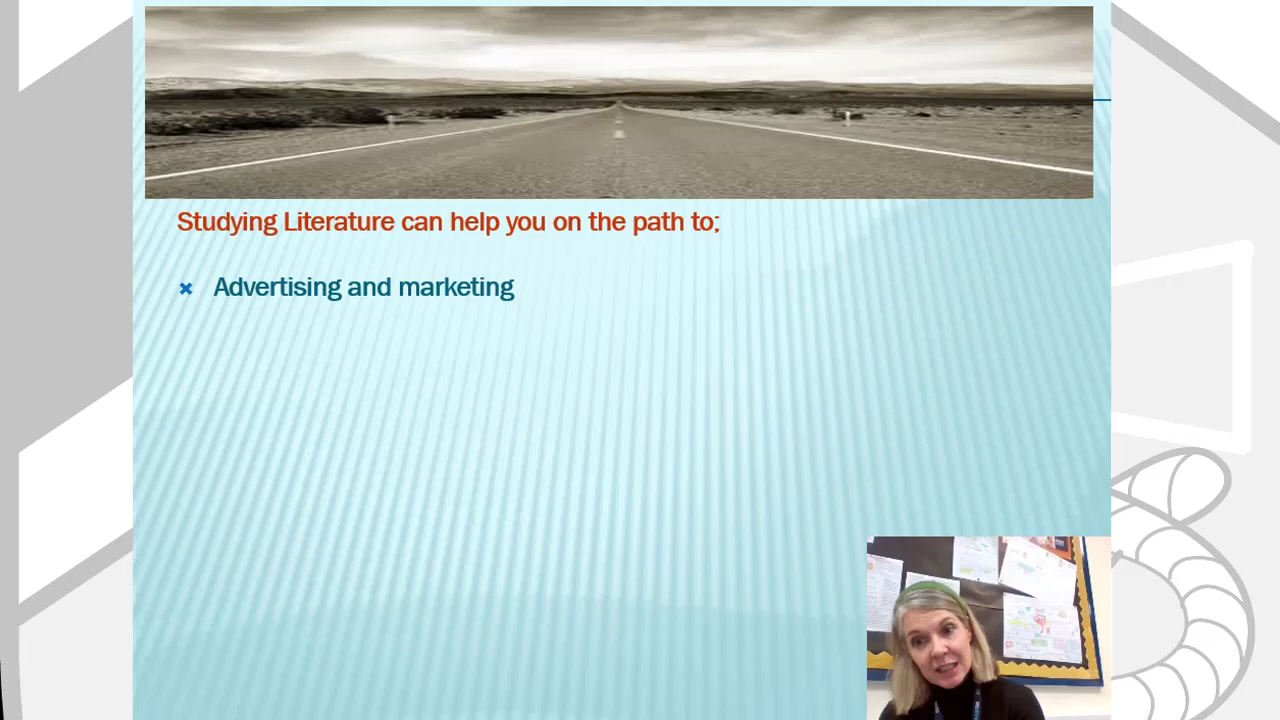 Studying Literature can help you on the path to;
Advertising and marketing